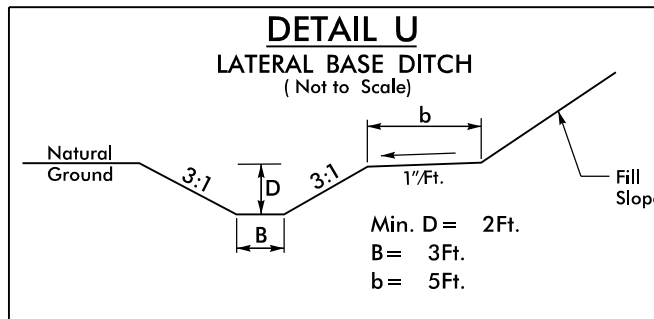 DETAIL U
LATERAL BASE DITCH
( Not to Scale)
b
Natural
Ground
3:1
D
3:1
1"/Ft.
B
Fill
Slope
Min. D = 2Ft.
B = 3Ft.
b = 5Ft.